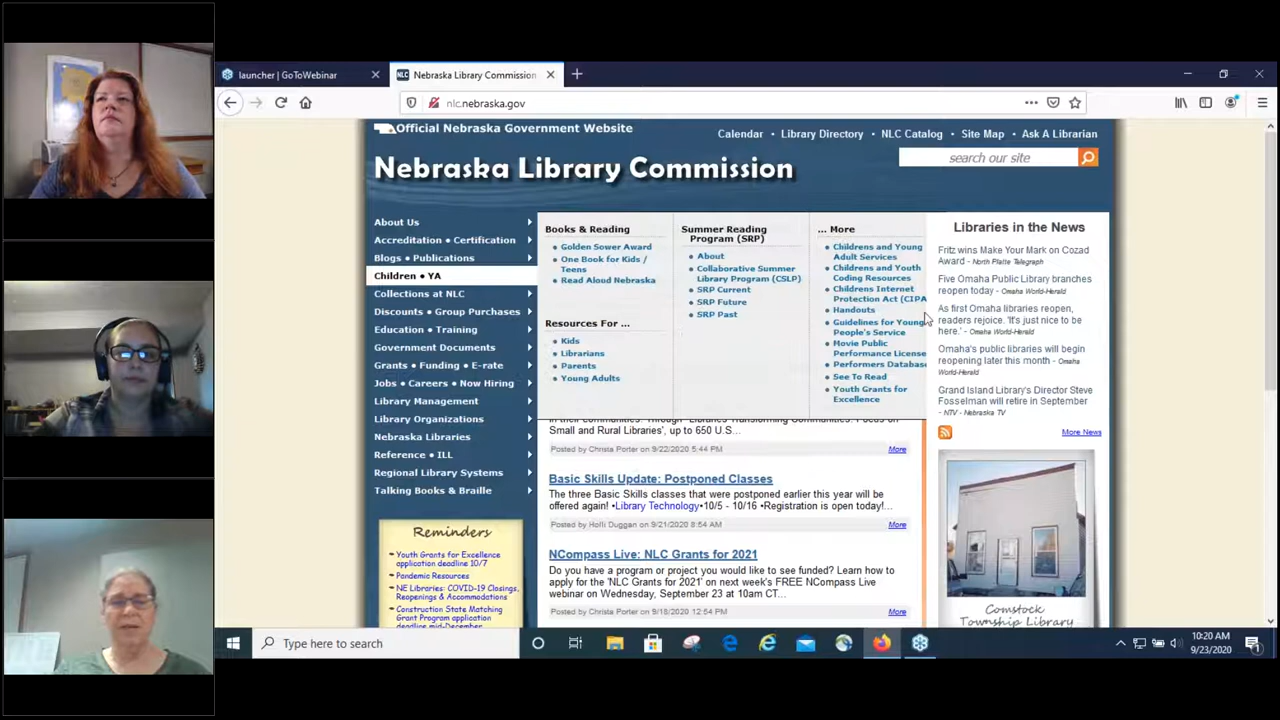 launcher | GoToWebinar
Nebraska Library Commission
nlc.nebraska.gov
Official Nebraska Government Website
Calendar • Library Directory • NLC Catalog • Site Map • Ask A Librarian
Nebraska Library Commission
search our site
About Us
Accreditation • Certification
Blogs • Publications
Children • YA
Collections at NLC
Discounts • Group Purchases
Education • Training
Government Documents
Grants • Funding • E-rate
Jobs • Careers • Now Hiring
Library Management
Library Organizations
Nebraska Libraries
Reference • ILL
Regional Library Systems
Talking Books & Braille
Books & Reading
Golden Sower Award
One Book for Kids /
Teens
Read Aloud Nebraska
Resources For ...
Kids
Librarians
Parents
Young Adults
Summer Reading
Program (SRP)
About
Collaborative Summer
Library Program (CSLP)
SRP Current
SRP Future
SRP Past
... More
Childrens and Young
Adult Services
Childrens and Youth
Coding Resources
Childrens Internet
Protection Act (CIPA
Handouts
Guidelines for Young
People's Service
Movie Public
Performance License
Performers Database
See To Read
Youth Grants for
Excellence
Libraries in the News
Fritz wins Make Your Mark on Cozad
Award - North Platte Telegraph
Five Omaha Public Library branches
reopen today - Omaha World-Herald
As first Omaha libraries reopen,
readers rejoice. 'It's just nice to be
here.' - Omaha World-Herald
Omaha's public libraries will begin
reopening later this month - Omaha
World-Herald
Grand Island Library's Director Steve
Fosselman will retire in September
- NTV - Nebraska TV
More News
Small and Rural Libraries', up to 650 U.S...
Posted by Christa Porter on 9/22/2020 5:44 PM
More
Basic Skills Update: Postponed Classes
The three Basic Skills classes that were postponed earlier this year will be
offered again! •Library Technology•10/5 - 10/16 •Registration is open today!...
Posted by Holli Duggan on 9/21/2020 8:54 AM
More
NCompass Live: NLC Grants for 2021
Do you have a program or project you would like to see funded? Learn how to
apply for the 'NLC Grants for 2021' on next week's FREE NCompass Live
webinar on Wednesday, September 23 at 10am CT...
Posted by Christa Porter on 9/18/2020 12:54 PM
More
Reminders
Youth Grants for Excellence
application deadline 10/7
Pandemic Resources
NE Libraries: COVID-19 Closings,
Reopenings & Accommodations
Construction State Matching
Grant Program application
deadline mid-December
Comstock
Township Library
Type here to search
10:20 AM
9/23/2020